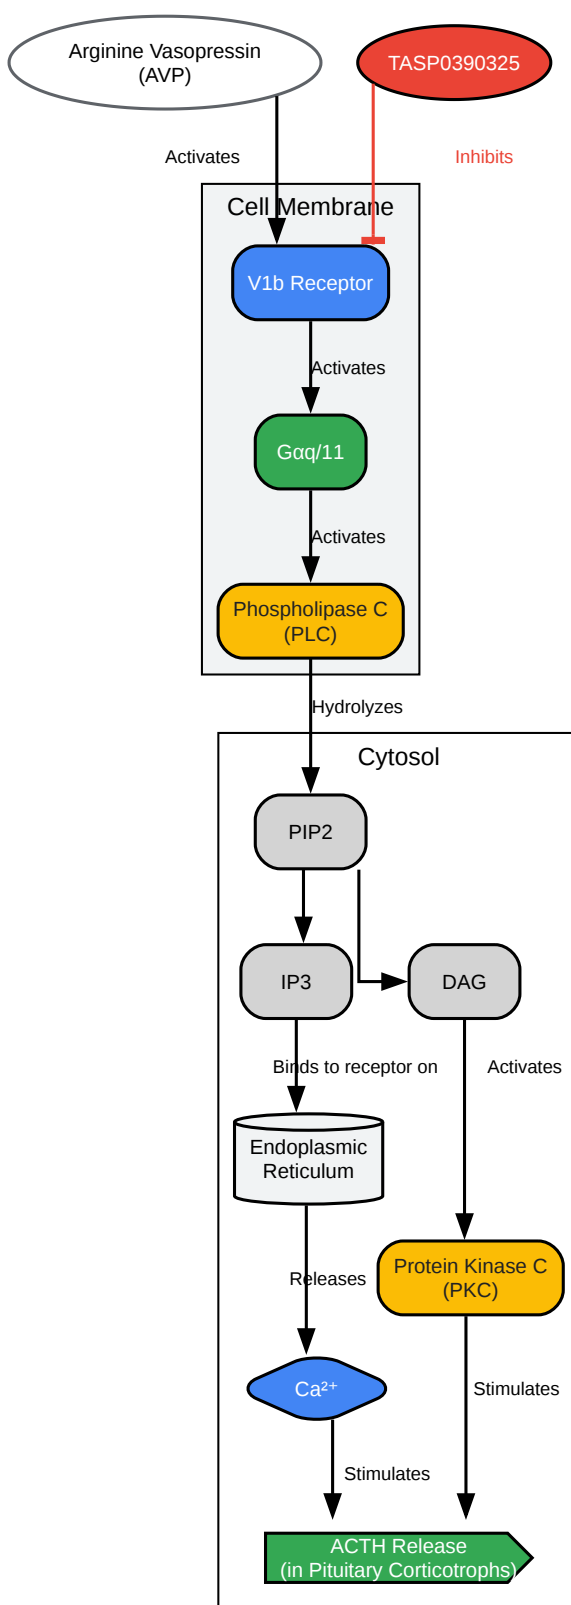 Arginine Vasopressin
(AVP)
TASP0390325
Activates
Inhibits
Cell Membrane
V1b Receptor
Activates
Gαq/11
Activates
Phospholipase C
(PLC)
Hydrolyzes
Cytosol
PIP2
IP3
DAG
Binds to receptor on
Activates
Endoplasmic
Reticulum
Protein Kinase C
(PKC)
Releases
Ca²⁺
Stimulates
Stimulates
ACTH Release
(in Pituitary Corticotrophs)